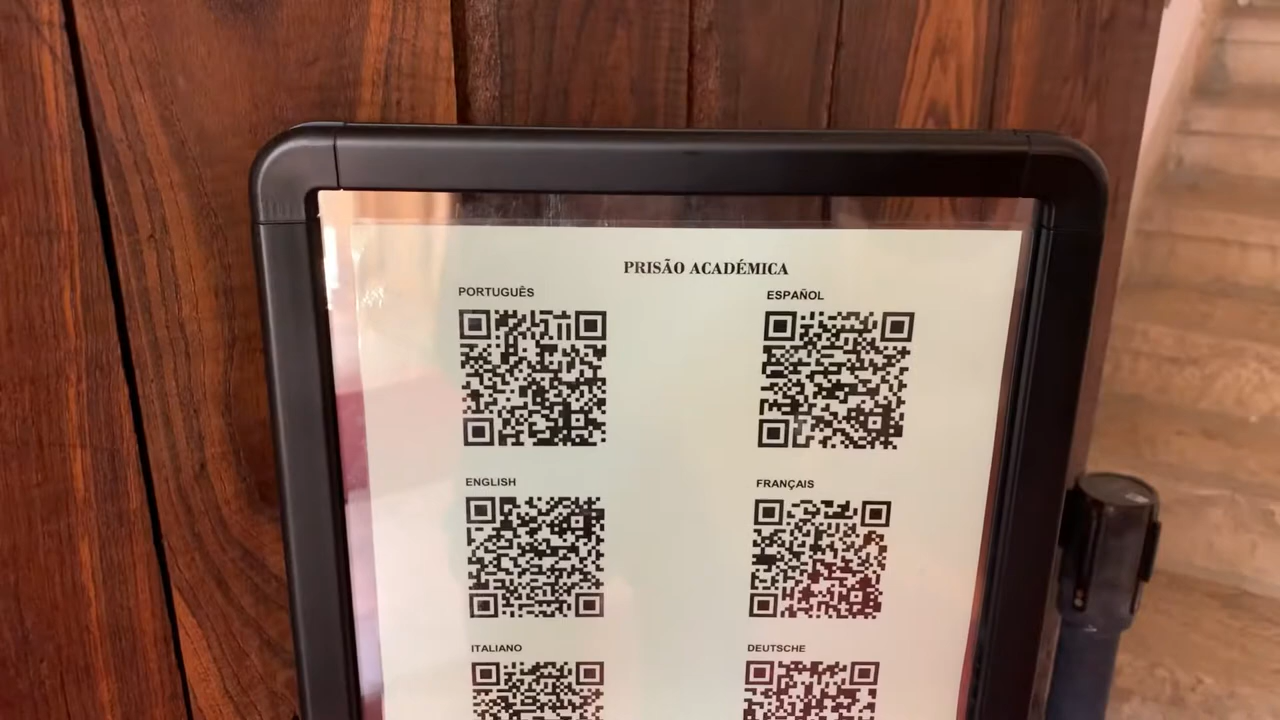 PRISÃO ACADÉMICA
PORTUGUÊS
ESPAÑOL
ENGLISH
FRANÇAIS
ITALIANO
DEUTSCHE